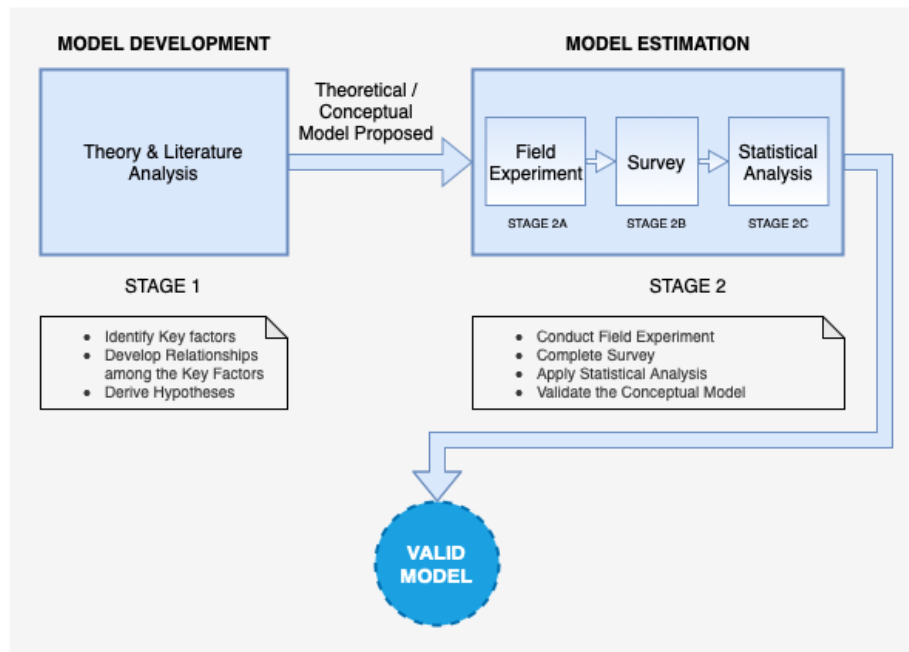 MODEL DEVELOPMENT
Theory & Literature
Analysis
STAGE 1
Theoretical /
Conceptual
Model Proposed
MODEL ESTIMATION
Field
Experiment
STAGE 2A
Survey
STAGE 2B
Statistical
Analysis
STAGE 2C
STAGE 2
• Identify Key factors
• Develop Relationships
among the Key Factors
• Derive Hypotheses
• Conduct Field Experiment
• Complete Survey
• Apply Statistical Analysis
• Validate the Conceptual Model
VALID
MODEL